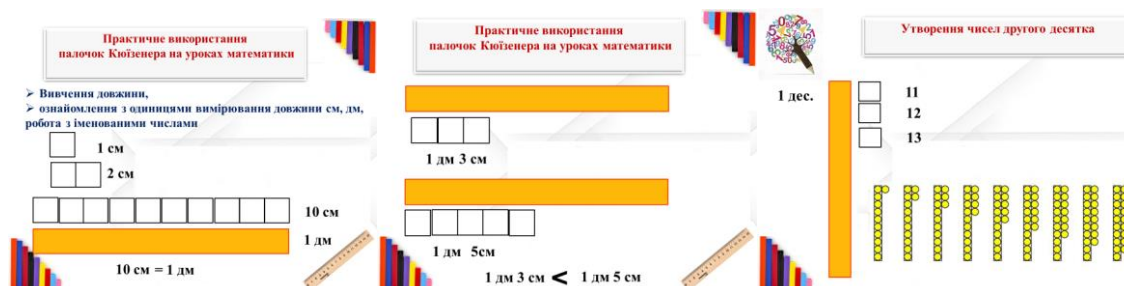 Практичне використання
палочок Кюїзенера на уроках математики
➢ Вивчення довжини,
➢ ознайомлення з одиницями вимірювання довжини см, дм,
робота з іменованими числами
1 см
2 см
10 см
1 дм
10 см = 1 дм
Практичне використання
палочок Кюїзенера на уроках математики
1 дм 3 см
1 дм 5см
1 дм 3 см < 1 дм 5 см
Утворення чисел другого десятка
1 дес.
11
12
13